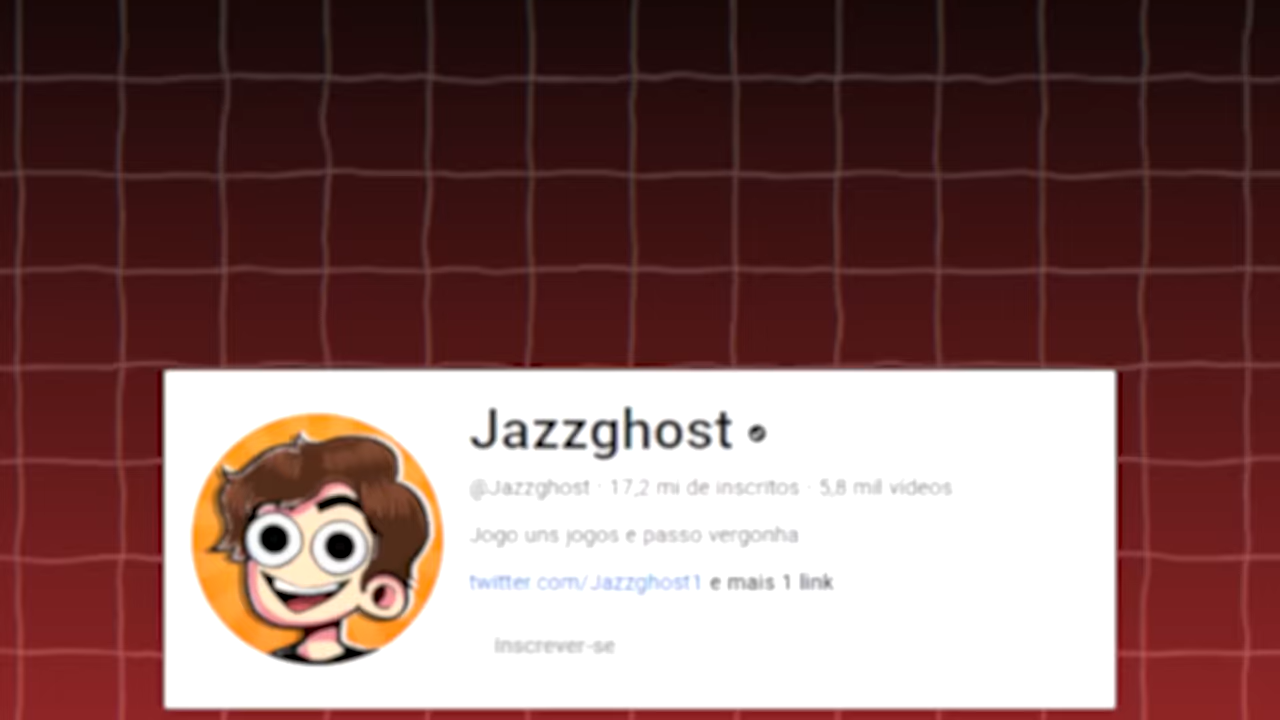 Jazzghost
@Jazzghost · 17,2 mi de inscritos · 5,8 mil vídeos
Jogo uns jogos e passo vergonha
twitter.com/Jazzghost1 e mais 1 link
Inscrever-se